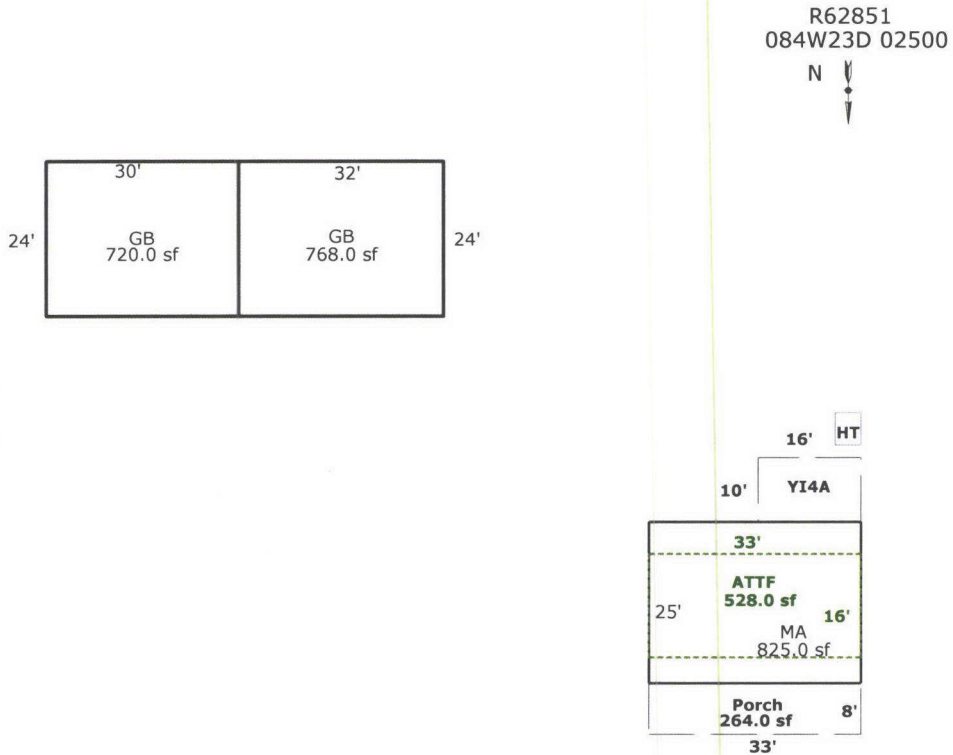 R62851
084W23D 02500
N
30'
32'
24'
GB
720.0 sf
GB
768.0 sf
24'
16'
HT
10'
YI4A
33'
ATTF
528.0 sf
25'
16'
MA
825.0 sf
Porch
264.0 sf
8'
33'